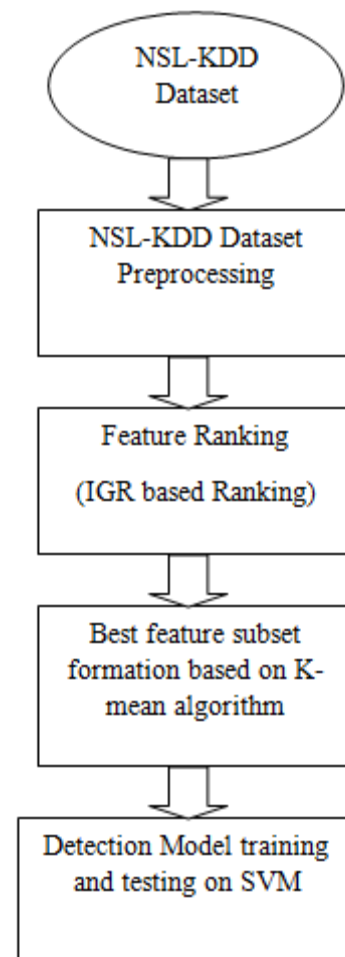 NSL-KDD
Dataset
NSL-KDD Dataset
Preprocessing
Feature Ranking
(IGR based Ranking)
Best feature subset
formation based on K-
mean algorithm
Detection Model training
and testing on SVM